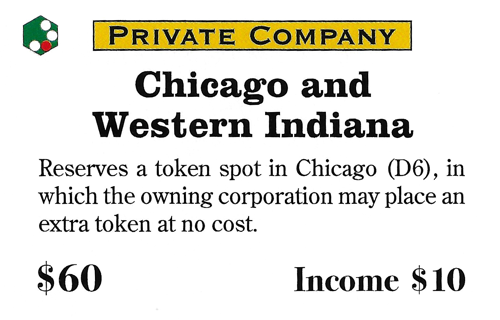 PRIVATE COMPANY
Chicago and
Western Indiana
Reserves a token spot in Chicago (D6), in
which the owning corporation may place an
extra token at no cost.
$60 Income $10